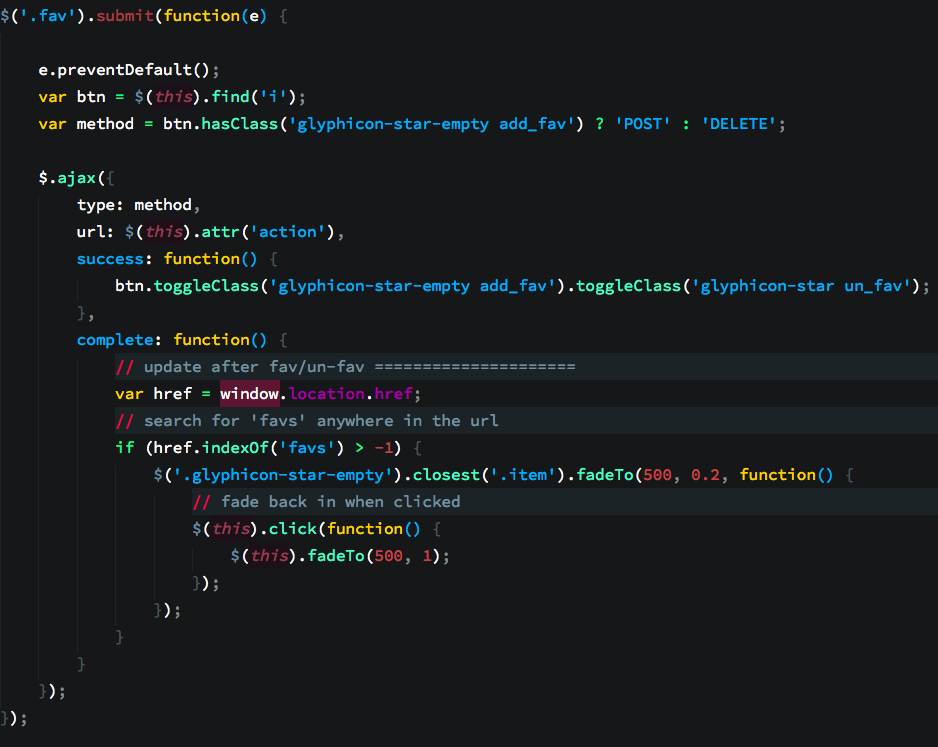 $('.fav').submit(function(e) {
e.preventDefault();
var btn = $(this).find('i');
var method = btn.hasClass('glyphicon-star-empty add_fav') ? 'POST' : 'DELETE';
$.ajax({
type: method,
url: $(this).attr('action'),
success: function() {
btn.toggleClass('glyphicon-star-empty add_fav').toggleClass('glyphicon-star un_fav');
},
complete: function() {
// update after fav/un-fav =====================
var href = window.location.href;
// search for 'favs' anywhere in the url
if (href.indexOf('favs') > -1) {
$('.glyphicon-star-empty').closest('.item').fadeTo(500, 0.2, function() {
// fade back in when clicked
$(this).click(function() {
$(this).fadeTo(500, 1);
});
});
}
}
});
});